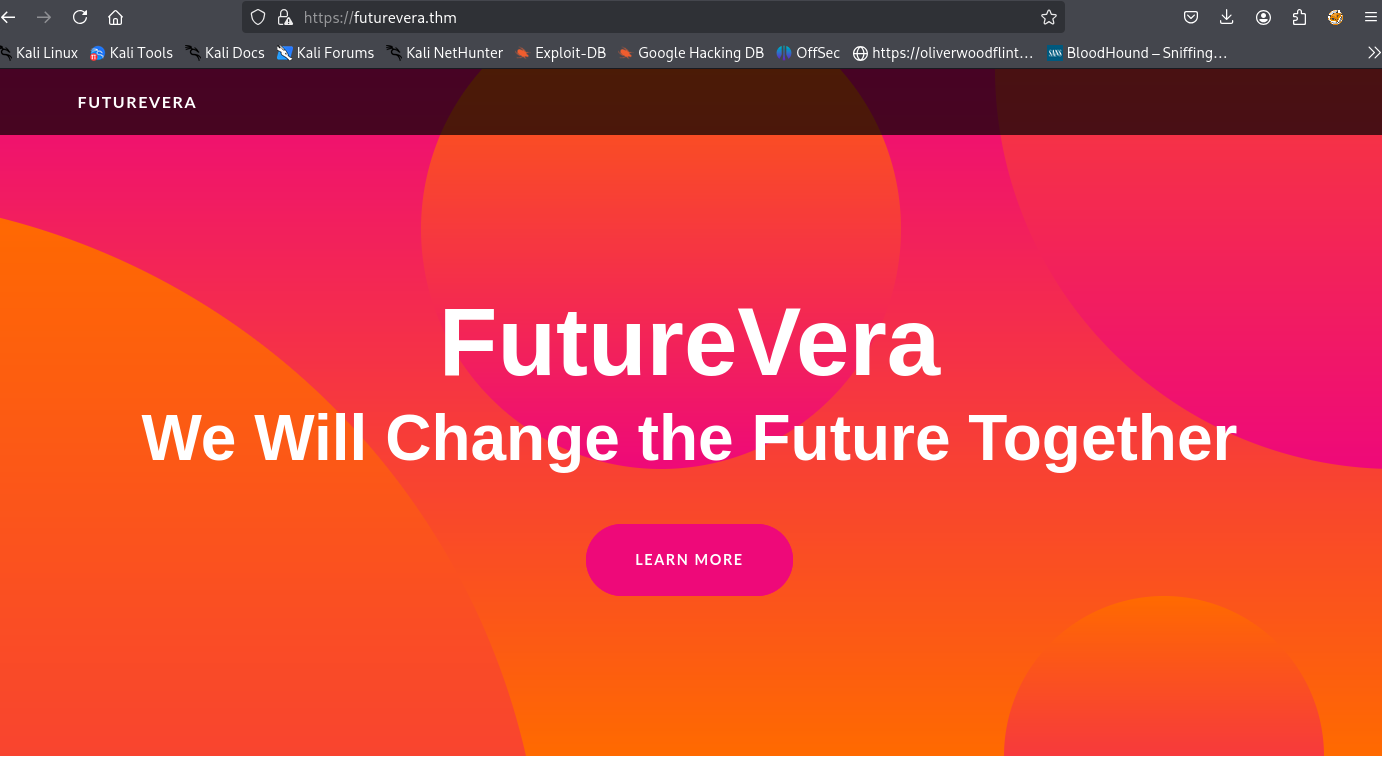 https://futurevera.thm
Kali Linux Kali Tools Kali Docs Kali Forums Kali NetHunter Exploit-DB Google Hacking DB OffSec https://oliverwoodflint… BloodHound – Sniffing…
FUTUREVERA
FutureVera
We Will Change the Future Together
LEARN MORE